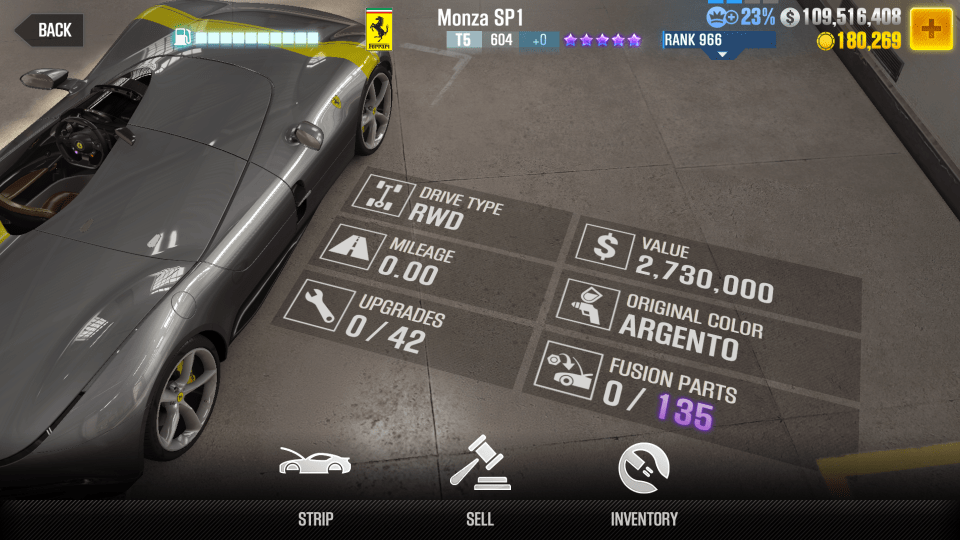 BACK
Ferrari
Monza SP1
T5 604 +0
RANK 966
23%
$ 109,516,408
180,269
+
DRIVE TYPE
RWD
MILEAGE
0.00
UPGRADES
0 / 42
$
VALUE
2,730,000
ORIGINAL COLOR
ARGENTO
FUSION PARTS
0 / 135
STRIP
SELL
INVENTORY